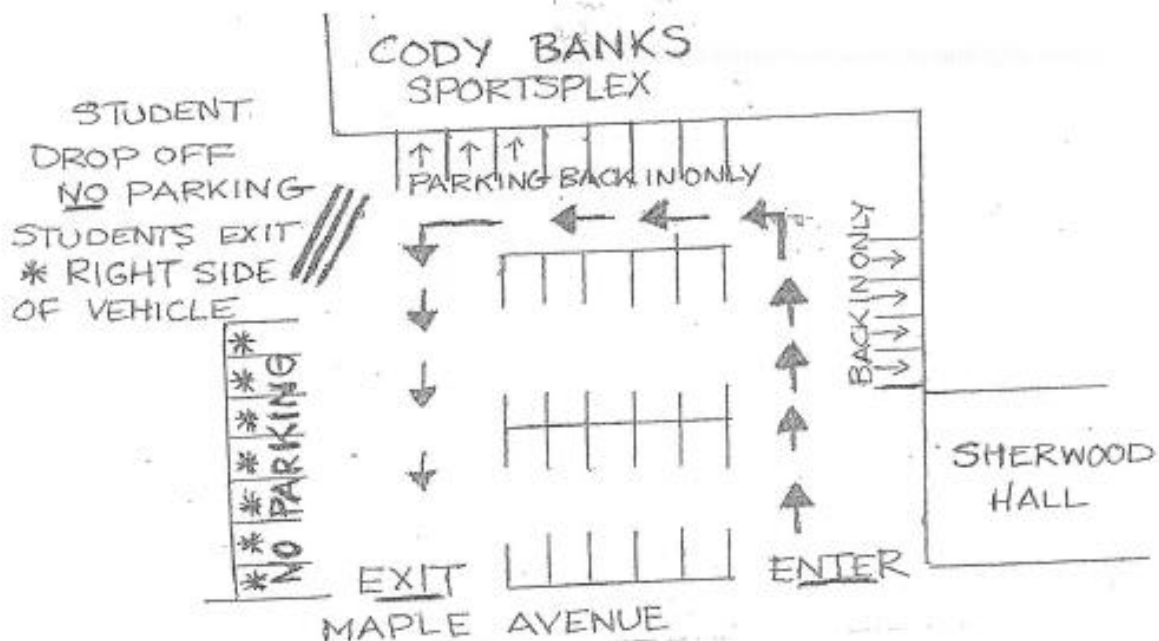 CODY BANKS
SPORTSPLEX
STUDENT
DROP OFF
NO PARKING
STUDENTS EXIT
* RIGHT SIDE
OF VEHICLE
PARKING BACK IN ONLY
BACK IN ONLY
* * * * * * *
NO PARKING
SHERWOOD
HALL
EXIT
ENTER
MAPLE AVENUE